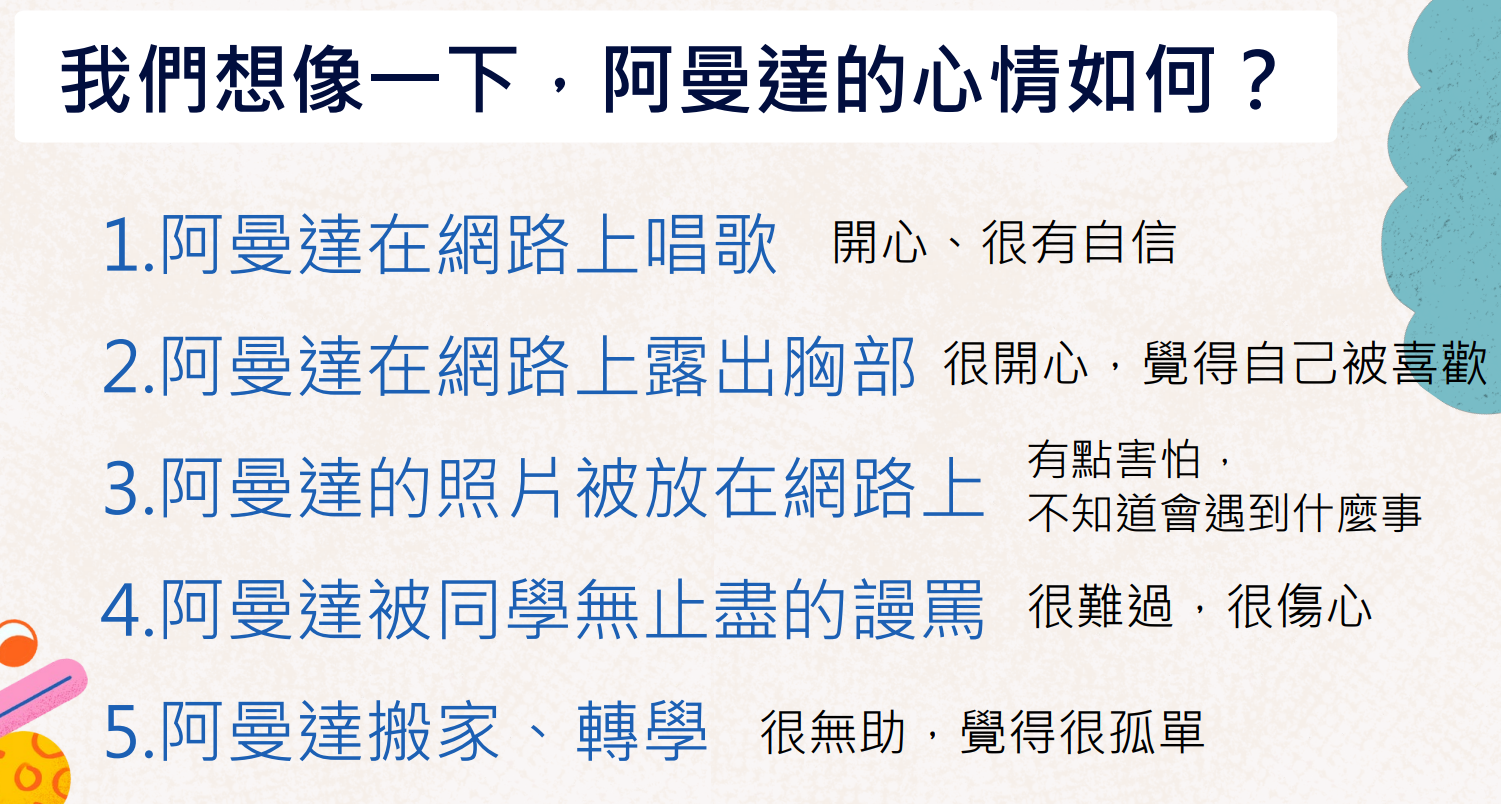 我們想像一下，阿曼達的心情如何？
1.阿曼達在網路上唱歌 開心、很有自信
2.阿曼達在網路上露出胸部 很開心，覺得自己被喜歡
3.阿曼達的照片被放在網路上 有點害怕，
不知道會遇到什麼事
4.阿曼達被同學無止盡的謾罵 很難過，很傷心
5.阿曼達搬家、轉學 很無助，覺得很孤單